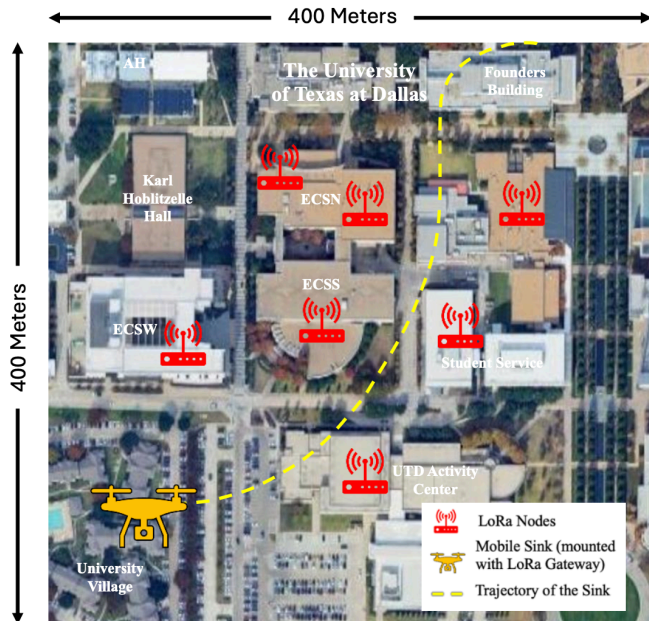 400 Meters
400 Meters
AH
The University
of Texas at Dallas
Founders
Building
Karl
Hoblitzelle
Hall
ECSN
ECSS
ECSW
Student Service
UTD Activity
Center
University
Village
LoRa Nodes
Mobile Sink (mounted
with LoRa Gateway)
Trajectory of the Sink